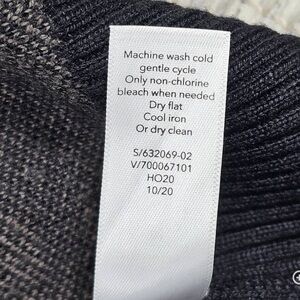 Machine wash cold
gentle cycle
Only non-chlorine
bleach when needed
Dry flat
Cool iron
Or dry clean
S/632069-02
V/700067101
HO20
10/20